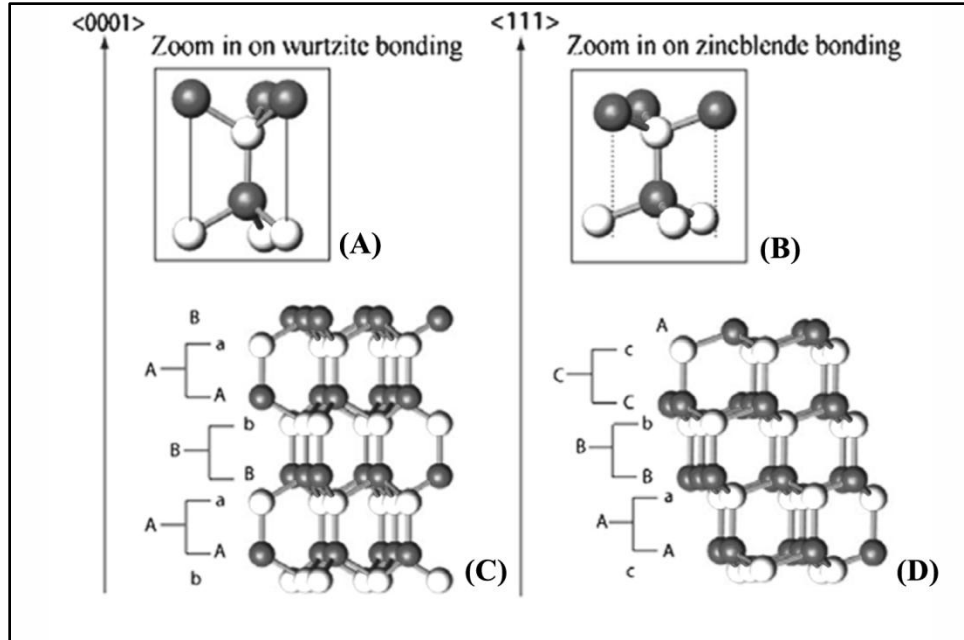 <0001>
Zoom in on wurtzite bonding
(A)
B
a
A
A
b
B
B
a
A
A
b
(C)
<111>
Zoom in on zincblende bonding
(B)
A
c
C
C
b
B
B
a
A
A
c
(D)